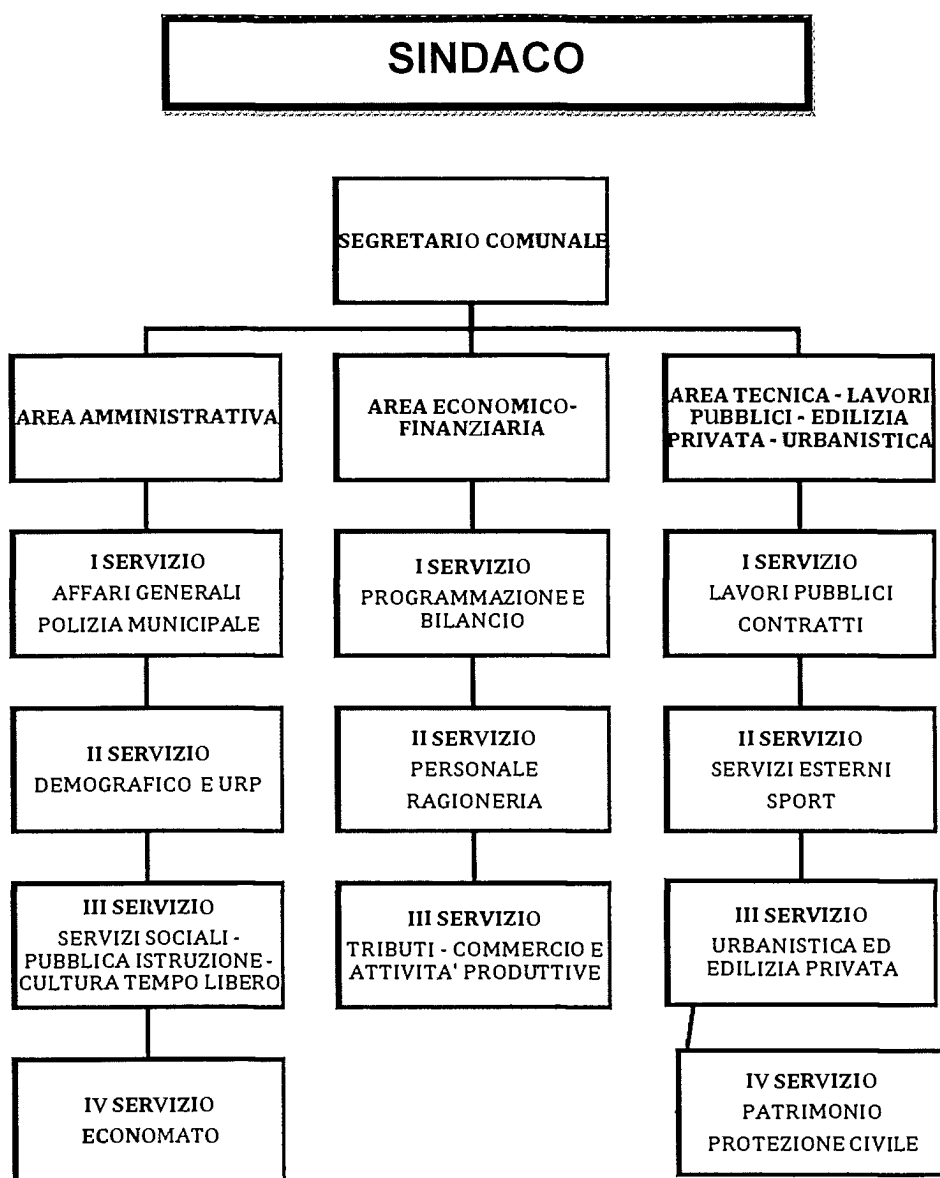 SINDACO
SEGRETARIO COMUNALE
AREA AMMINISTRATIVA
AREA ECONOMICO-
FINANZIARIA
AREA TECNICA - LAVORI
PUBBLICI - EDILIZIA
PRIVATA - URBANISTICA
I SERVIZIO
AFFARI GENERALI
POLIZIA MUNICIPALE
I SERVIZIO
PROGRAMMAZIONE E
BILANCIO
I SERVIZIO
LAVORI PUBBLICI
CONTRATTI
II SERVIZIO
DEMOGRAFICO E URP
II SERVIZIO
PERSONALE
RAGIONERIA
II SERVIZIO
SERVIZI ESTERNI
SPORT
III SERVIZIO
SERVIZI SOCIALI -
PUBBLICA ISTRUZIONE -
CULTURA TEMPO LIBERO
III SERVIZIO
TRIBUTI - COMMERCIO E
ATTIVITA' PRODUTTIVE
III SERVIZIO
URBANISTICA ED
EDILIZIA PRIVATA
IV SERVIZIO
ECONOMATO
IV SERVIZIO
PATRIMONIO
PROTEZIONE CIVILE